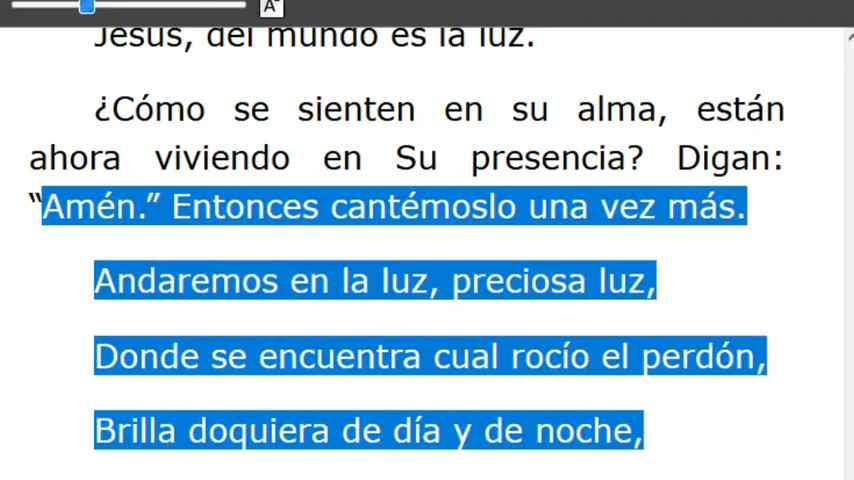 A
Jesús, del mundo es la luz.
¿Cómo se sienten en su alma, están
ahora viviendo en Su presencia? Digan:
“Amén.” Entonces cantémoslo una vez más.
Andaremos en la luz, preciosa luz,
Donde se encuentra cual rocío el perdón,
Brilla doquiera de día y de noche,